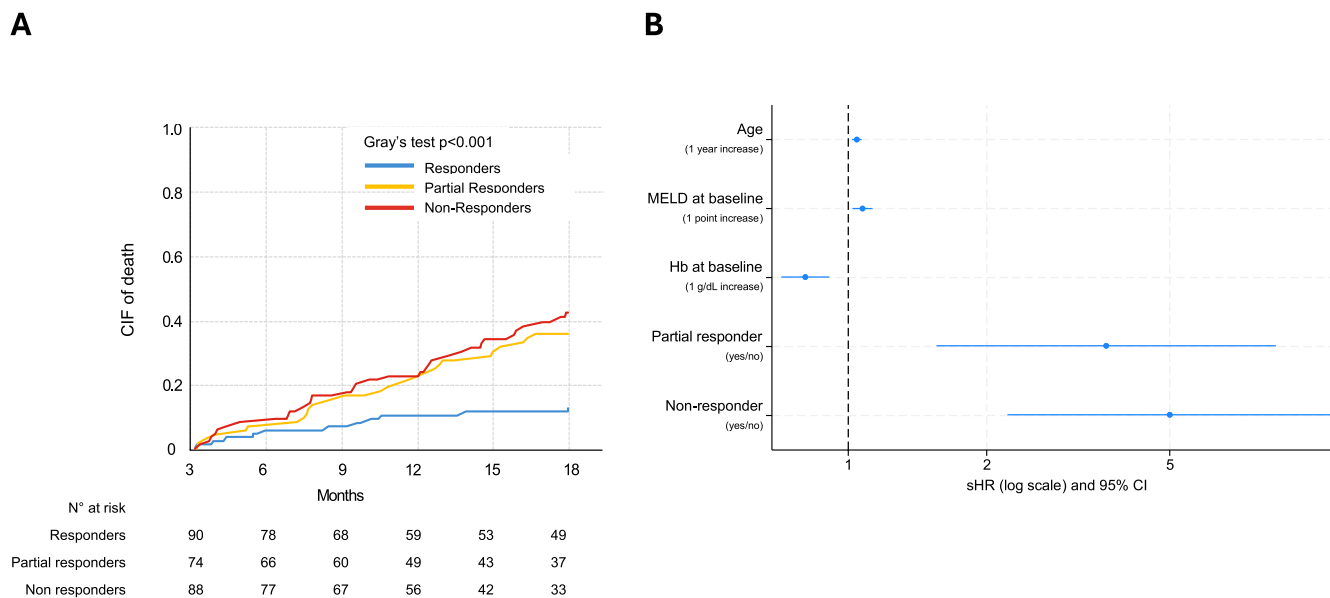 A
CIF of death
1.0
0.8
0.6
0.4
0.2
0
Gray's test p<0.001
Responders
Partial Responders
Non-Responders
3 6 9 12 15 18
Months
N° at risk
Responders 90 78 68 59 53 49
Partial responders 74 66 60 49 43 37
Non responders 88 77 67 56 42 33
B
Age
(1 year increase)
MELD at baseline
(1 point increase)
Hb at baseline
(1 g/dL increase)
Partial responder
(yes/no)
Non-responder
(yes/no)
1 2 5
sHR (log scale) and 95% CI